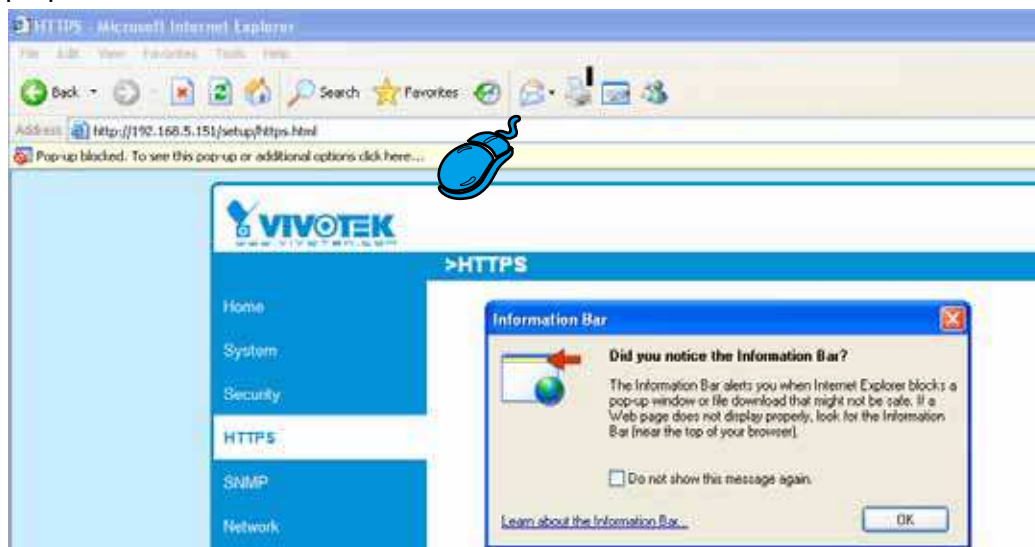 HTTPS - Microsoft Internet Explorer
File Edit View Favorites Tools Help
Back Search Favorites
Address http://192.168.5.151/setup/https.html
Pop-up blocked. To see this pop-up or additional options click here...
VIVOTEK
www.vivotek.com
>HTTPS
Home
System
Security
HTTPS
SNMP
Network
Information Bar
Did you notice the Information Bar?
The Information Bar alerts you when Internet Explorer blocks a
pop-up window or file download that might not be safe. If a
Web page does not display properly, look for the Information
Bar (near the top of your browser).
Do not show this message again.
Learn about the Information Bar...
OK